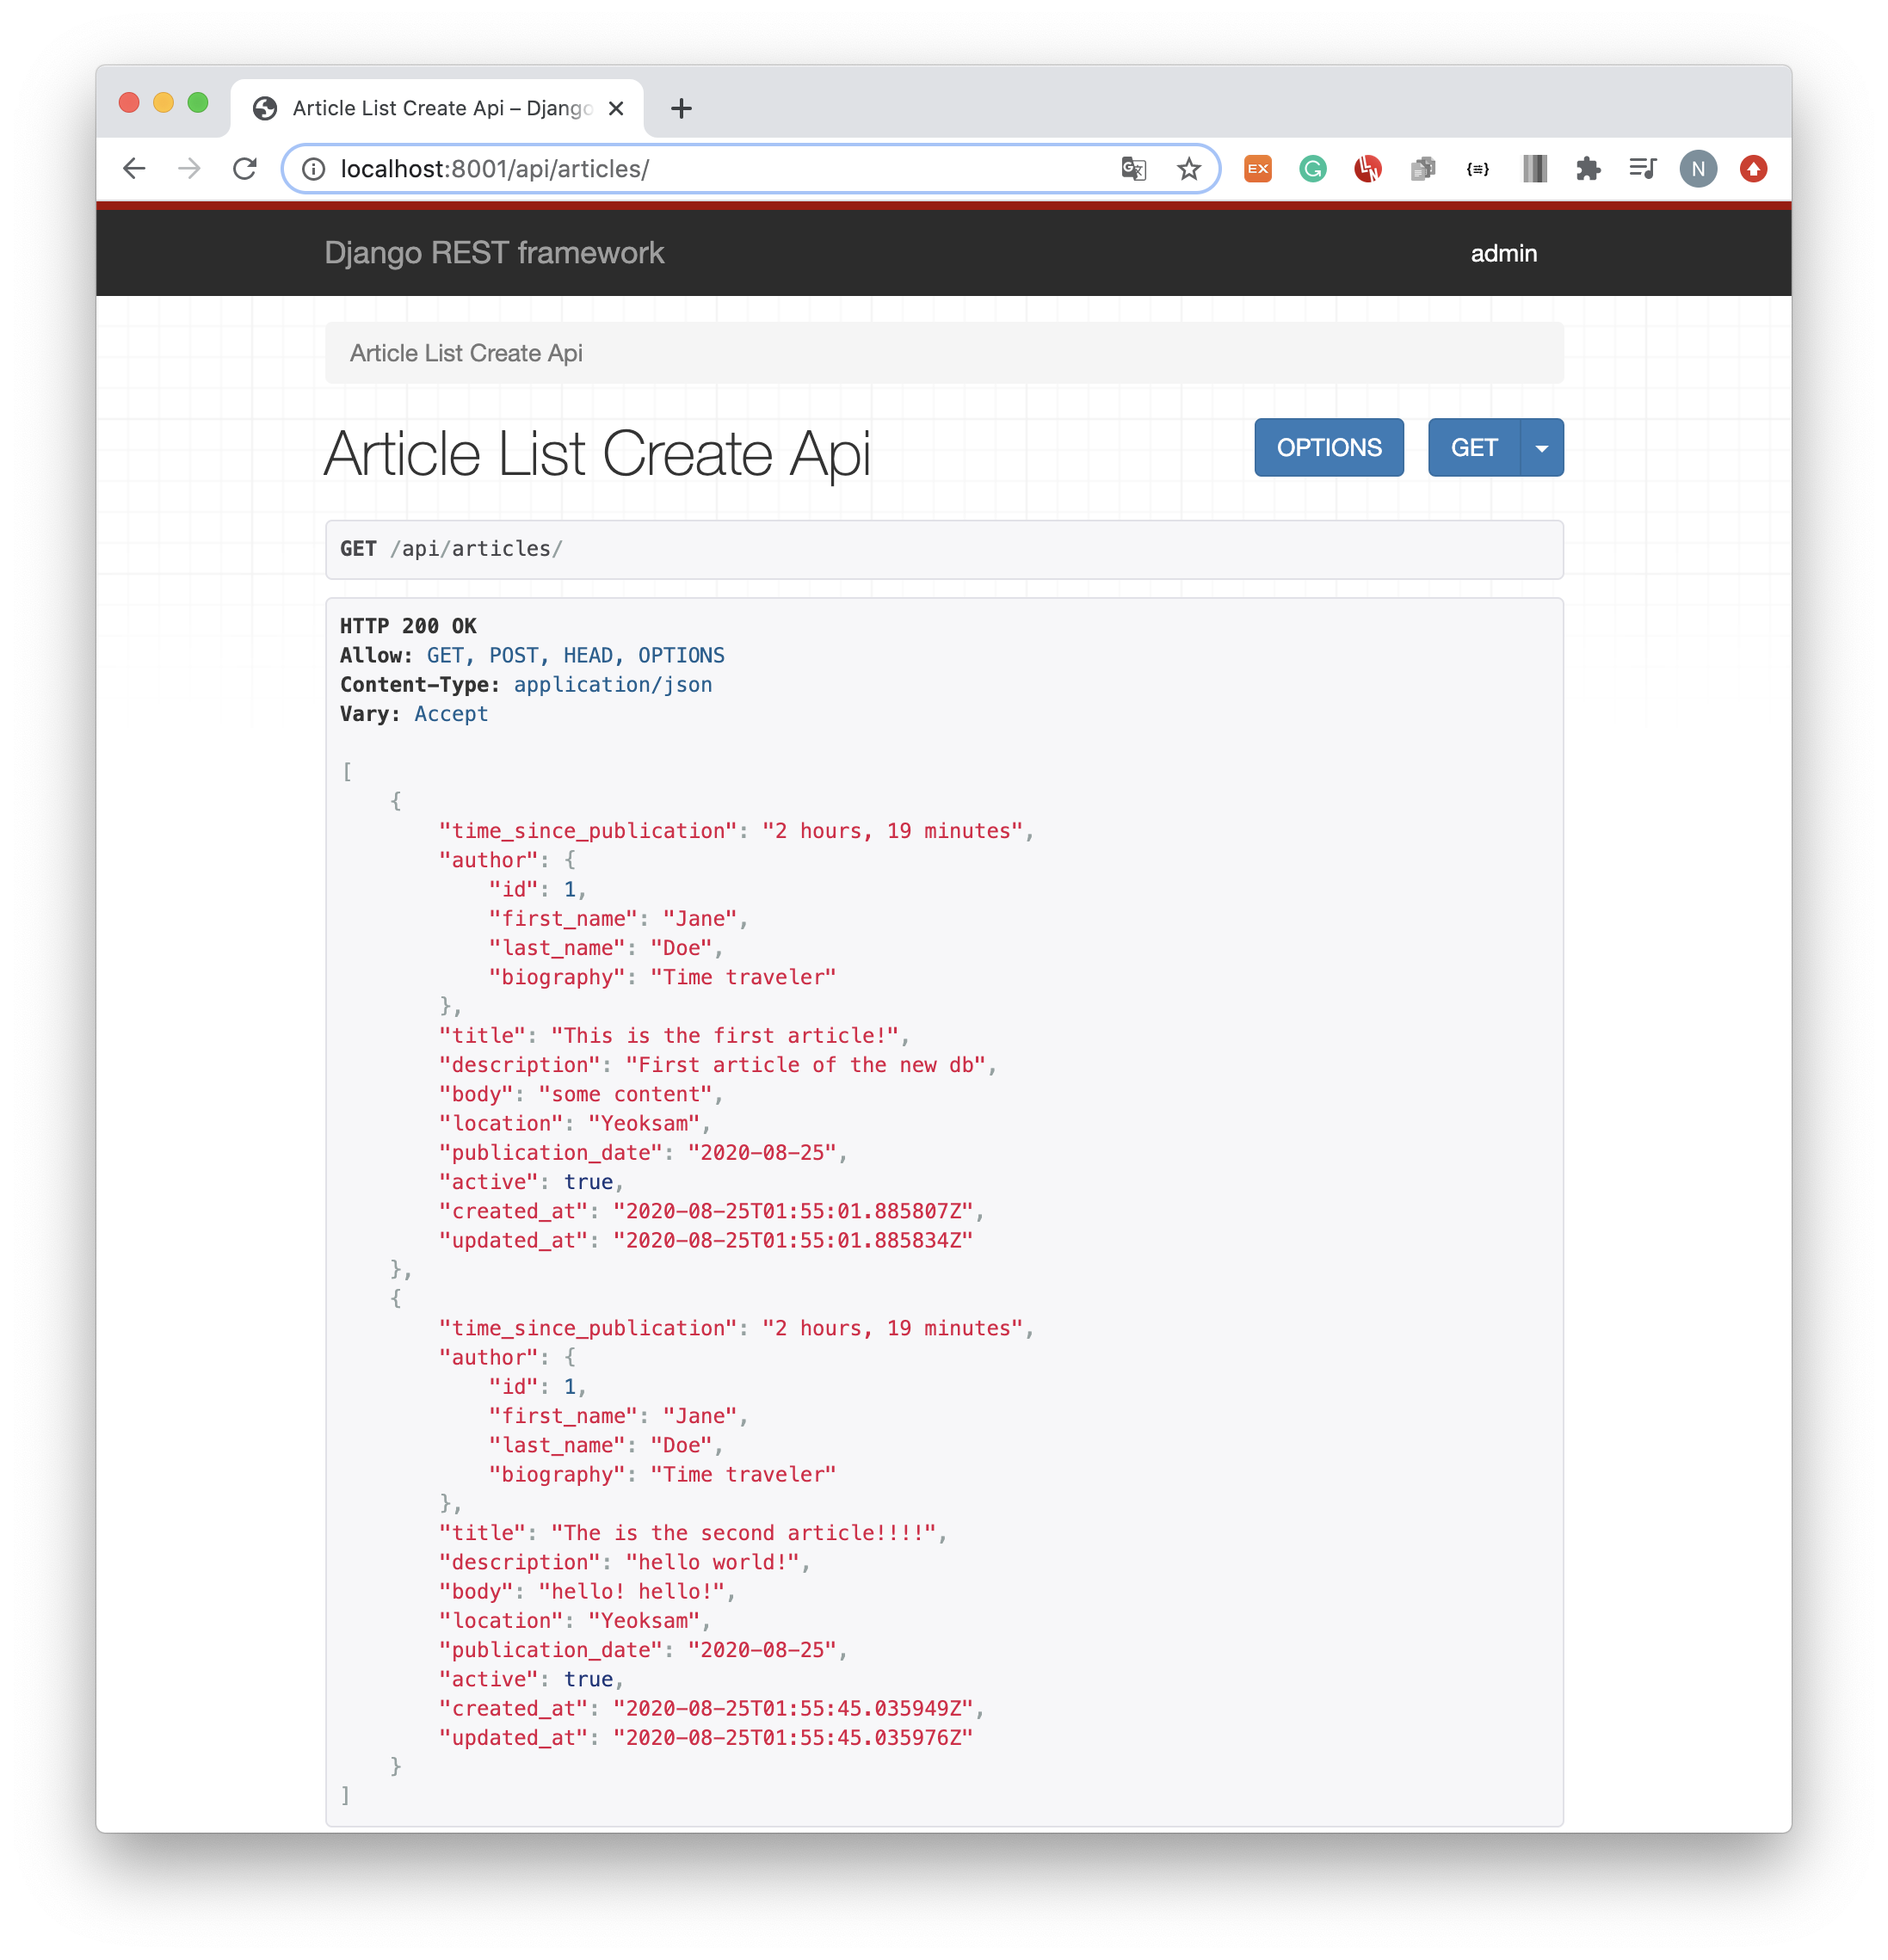 Article List Create Api – Django
localhost:8001/api/articles/
EX
N
Django REST framework
admin
Article List Create Api
Article List Create Api
OPTIONS
GET
GET /api/articles/
HTTP 200 OK
Allow: GET, POST, HEAD, OPTIONS
Content-Type: application/json
Vary: Accept
[
    {
        "time_since_publication": "2 hours, 19 minutes",
        "author": {
            "id": 1,
            "first_name": "Jane",
            "last_name": "Doe",
            "biography": "Time traveler"
        },
        "title": "This is the first article!",
        "description": "First article of the new db",
        "body": "some content",
        "location": "Yeoksam",
        "publication_date": "2020-08-25",
        "active": true,
        "created_at": "2020-08-25T01:55:01.885807Z",
        "updated_at": "2020-08-25T01:55:01.885834Z"
    },
    {
        "time_since_publication": "2 hours, 19 minutes",
        "author": {
            "id": 1,
            "first_name": "Jane",
            "last_name": "Doe",
            "biography": "Time traveler"
        },
        "title": "The is the second article!!!!",
        "description": "hello world!",
        "body": "hello! hello!",
        "location": "Yeoksam",
        "publication_date": "2020-08-25",
        "active": true,
        "created_at": "2020-08-25T01:55:45.035949Z",
        "updated_at": "2020-08-25T01:55:45.035976Z"
    }
]